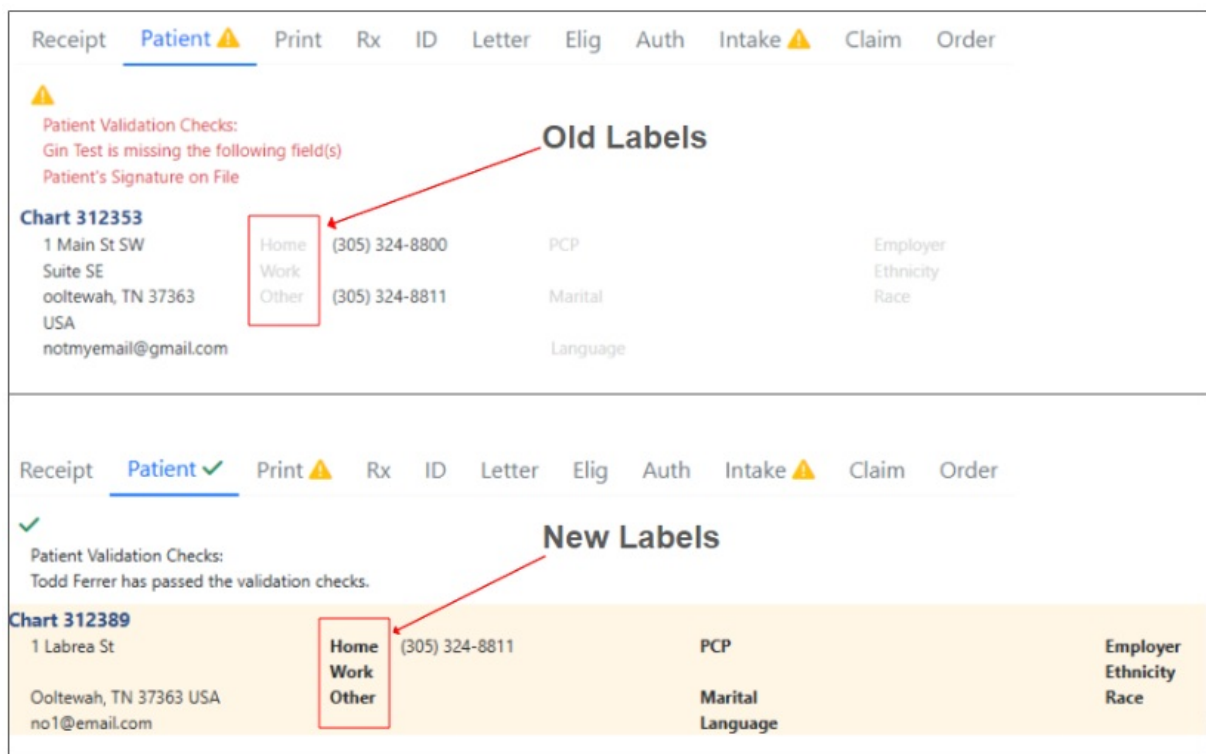 Receipt Patient Print Rx ID Letter Elig Auth Intake Claim Order
Patient Validation Checks:
Gin Test is missing the following field(s)
Patient's Signature on File
Old Labels
Chart 312353
1 Main St SW Home (305) 324-8800 PCP Employer
Suite SE Work Ethnicity
ooltewah, TN 37363 Other (305) 324-8811 Marital Race
USA
notmyemail@gmail.com Language
Receipt Patient Print Rx ID Letter Elig Auth Intake Claim Order
New Labels
Patient Validation Checks:
Todd Ferrer has passed the validation checks.
Chart 312389
1 Labrea St Home (305) 324-8811 PCP Employer
Work Ethnicity
Ooltewah, TN 37363 USA Other Marital Race
no1@email.com Language